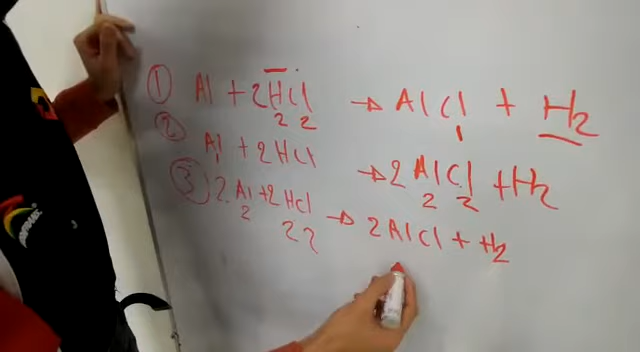 ① Al + 2HCl → AlCl + H2
2 2 1
② Al + 2HCl → 2AlCl + H2
1 2 2
③ 2Al + 2HCl → 2AlCl + H2
2 2 2